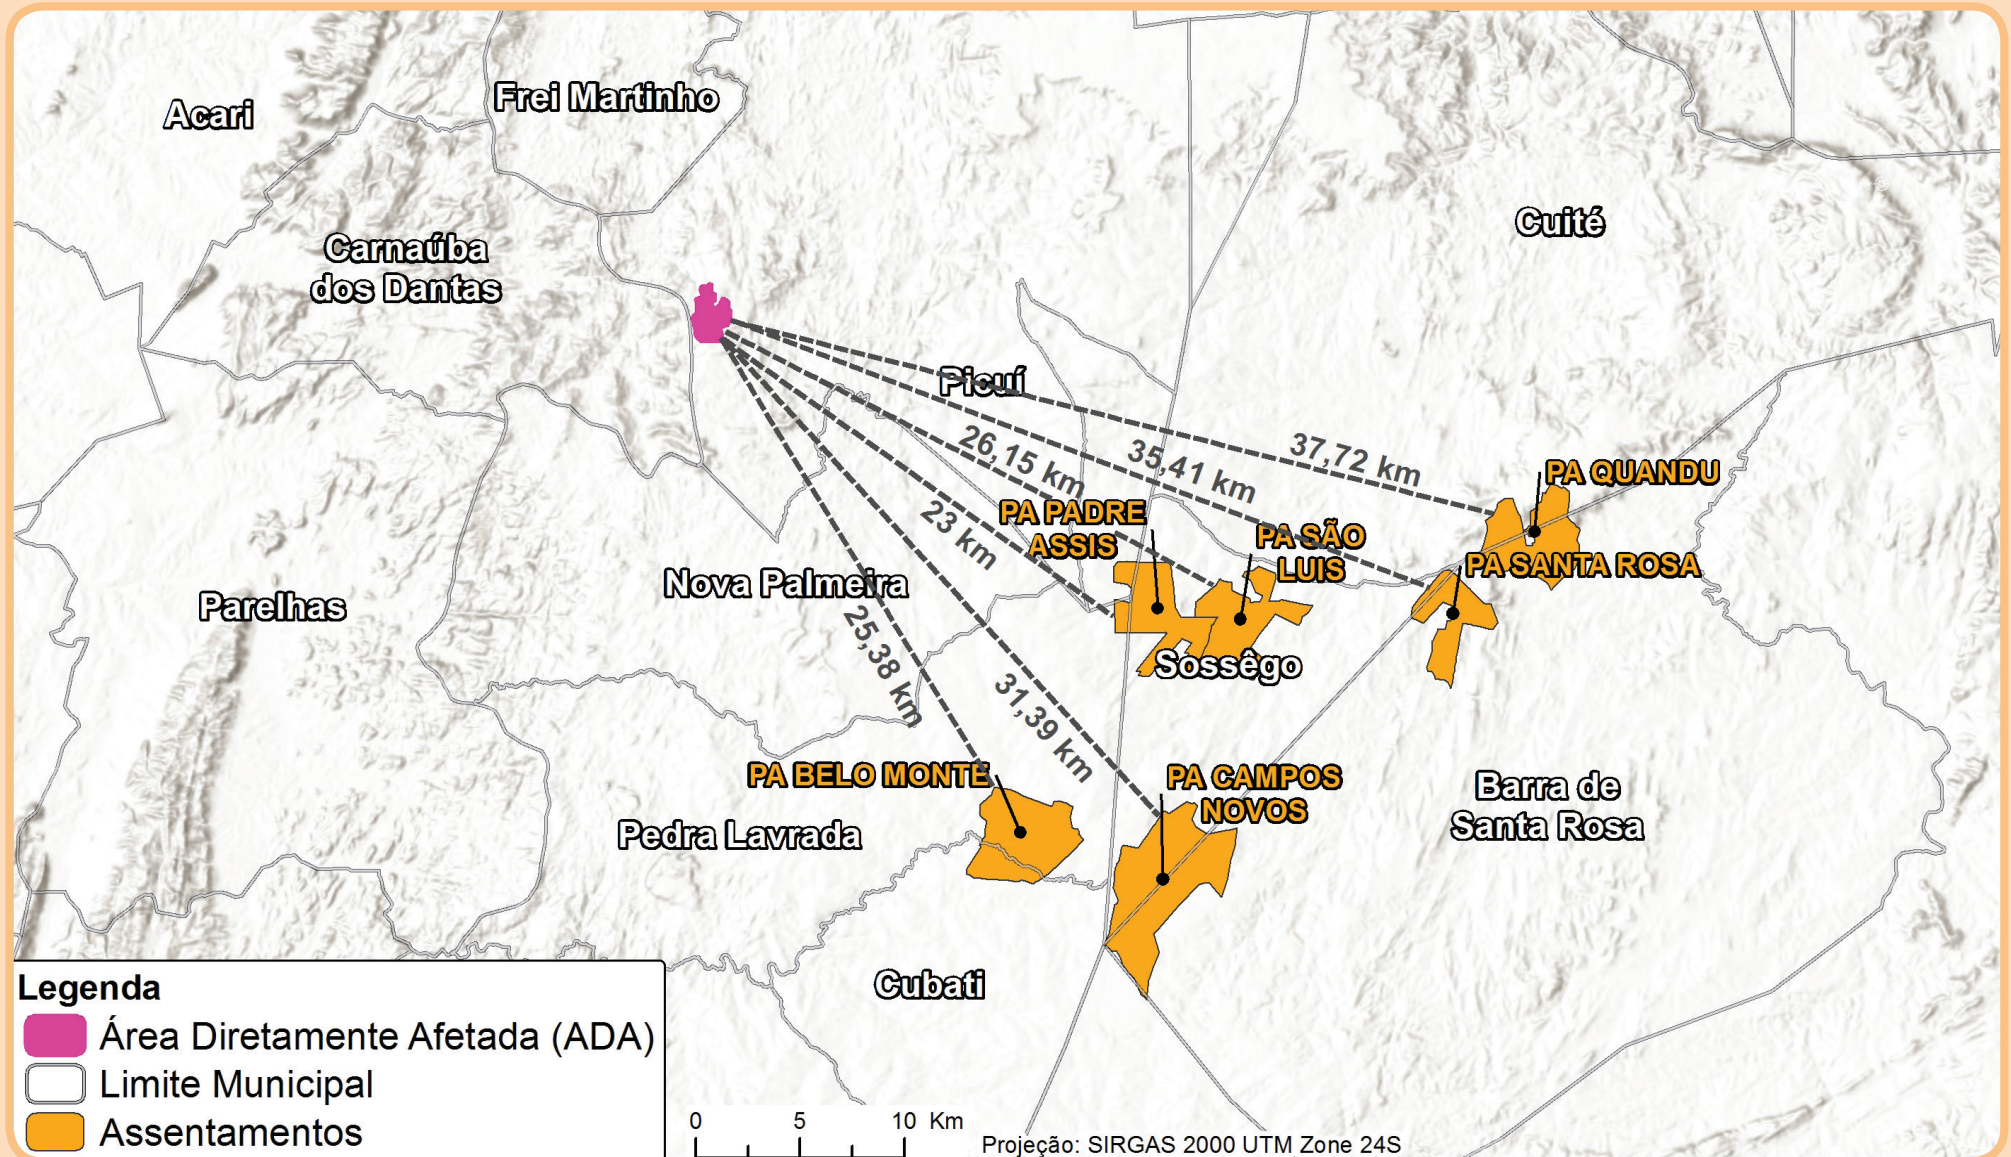 Acari
Frei Martinho
Cuité
Carnaúba
dos Dantas
Picuí
37,72 km
26,15 km
35,41 km
PA QUANDU
23 km
PA PADRE
ASSIS
PA SÃO
LUIS
PA SANTA ROSA
Nova Palmeira
Parelhas
25,38 km
Sossêgo
31,39 km
PA BELO MONTE
PA CAMPOS
NOVOS
Barra de
Santa Rosa
Pedra Lavrada
Cubati
Legenda
Área Diretamente Afetada (ADA)
Limite Municipal
Assentamentos
0 5 10 Km
Projeção: SIRGAS 2000 UTM Zone 24S